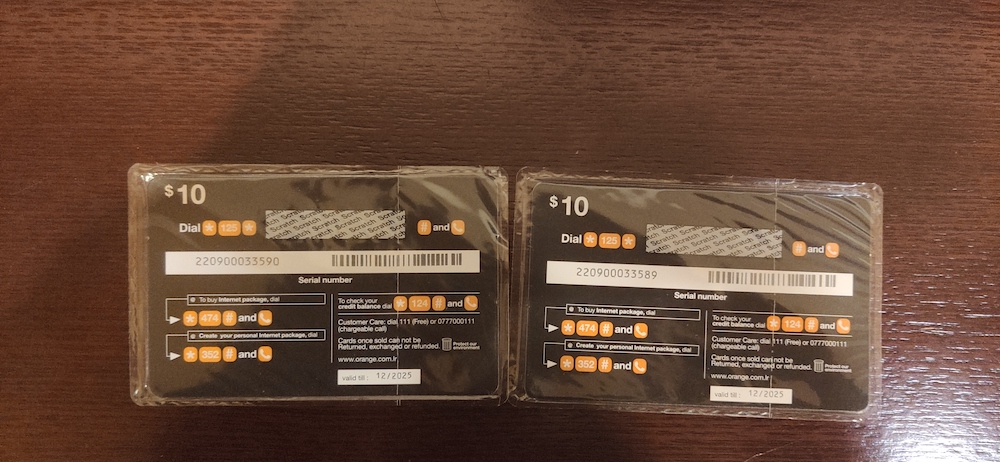 $10
Dial * 125 * Scratch Scratch Scratch # and
220900033590
Serial number
@ To buy Internet package, dial
* 474 # and
@ Create your personal Internet package, dial
* 352 # and
To check your
credit balance dial * 124 # and
Customer Care: dial 111 (Free) or 0777000111
(chargeable call)
Cards once sold can not be
Returned, exchanged or refunded.
Protect our
environment
www.orange.com.lr
valid till : 12/2025
$10
Dial * 125 * Scratch Scratch Scratch # and
220900033589
Serial number
@ To buy Internet package, dial
* 474 # and
@ Create your personal Internet package, dial
* 352 # and
To check your
credit balance dial * 124 # and
Customer Care: dial 111 (Free) or 0777000111
(chargeable call)
Cards once sold can not be
Returned, exchanged or refunded.
Protect our
environment
www.orange.com.lr
valid till : 12/2025